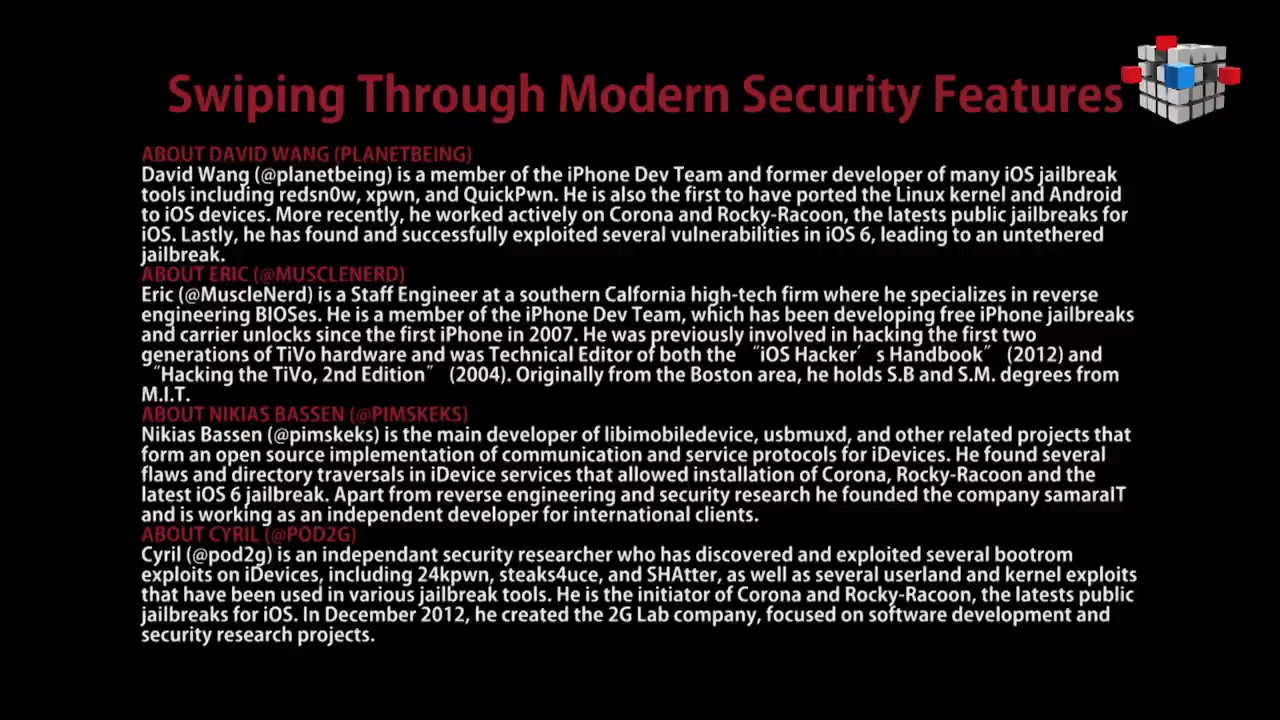 Swiping Through Modern Security Features
ABOUT DAVID WANG (PLANETBEING)
David Wang (@planetbeing) is a member of the iPhone Dev Team and former developer of many iOS jailbreak
tools including redsn0w, xpwn, and QuickPwn. He is also the first to have ported the Linux kernel and Android
to iOS devices. More recently, he worked actively on Corona and Rocky-Racoon, the latests public jailbreaks for
iOS. Lastly, he has found and successfully exploited several vulnerabilities in iOS 6, leading to an untethered
jailbreak.
ABOUT ERIC (@MUSCLENERD)
Eric (@MuscleNerd) is a Staff Engineer at a southern Calfornia high-tech firm where he specializes in reverse
engineering BIOSes. He is a member of the iPhone Dev Team, which has been developing free iPhone jailbreaks
and carrier unlocks since the first iPhone in 2007. He was previously involved in hacking the first two
generations of TiVo hardware and was Technical Editor of both the “iOS Hacker’s Handbook” (2012) and
“Hacking the TiVo, 2nd Edition” (2004). Originally from the Boston area, he holds S.B and S.M. degrees from
M.I.T.
ABOUT NIKIAS BASSEN (@PIMSKEKS)
Nikias Bassen (@pimskeks) is the main developer of libimobiledevice, usbmuxd, and other related projects that
form an open source implementation of communication and service protocols for iDevices. He found several
flaws and directory traversals in iDevice services that allowed installation of Corona, Rocky-Racoon and the
latest iOS 6 jailbreak. Apart from reverse engineering and security research he founded the company samaraIT
and is working as an independent developer for international clients.
ABOUT CYRIL (@POD2G)
Cyril (@pod2g) is an independant security researcher who has discovered and exploited several bootrom
exploits on iDevices, including 24kpwn, steaks4uce, and SHAtter, as well as several userland and kernel exploits
that have been used in various jailbreak tools. He is the initiator of Corona and Rocky-Racoon, the latests public
jailbreaks for iOS. In December 2012, he created the 2G Lab company, focused on software development and
security research projects.